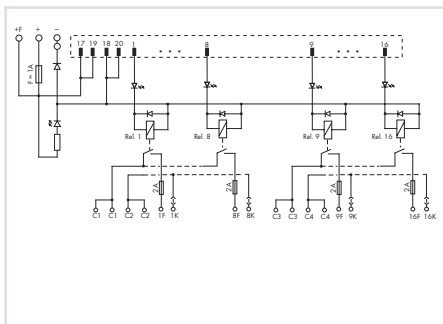 +F + −
17 19 18 20 1 8 9 16
F = 1A
Rel. 1 Rel. 8 Rel. 9 Rel. 16
2A 2A 2A 2A
C1 C1 C2 C2 1F 1K 8F 8K C3 C3 C4 C4 9F 9K 16F 16K